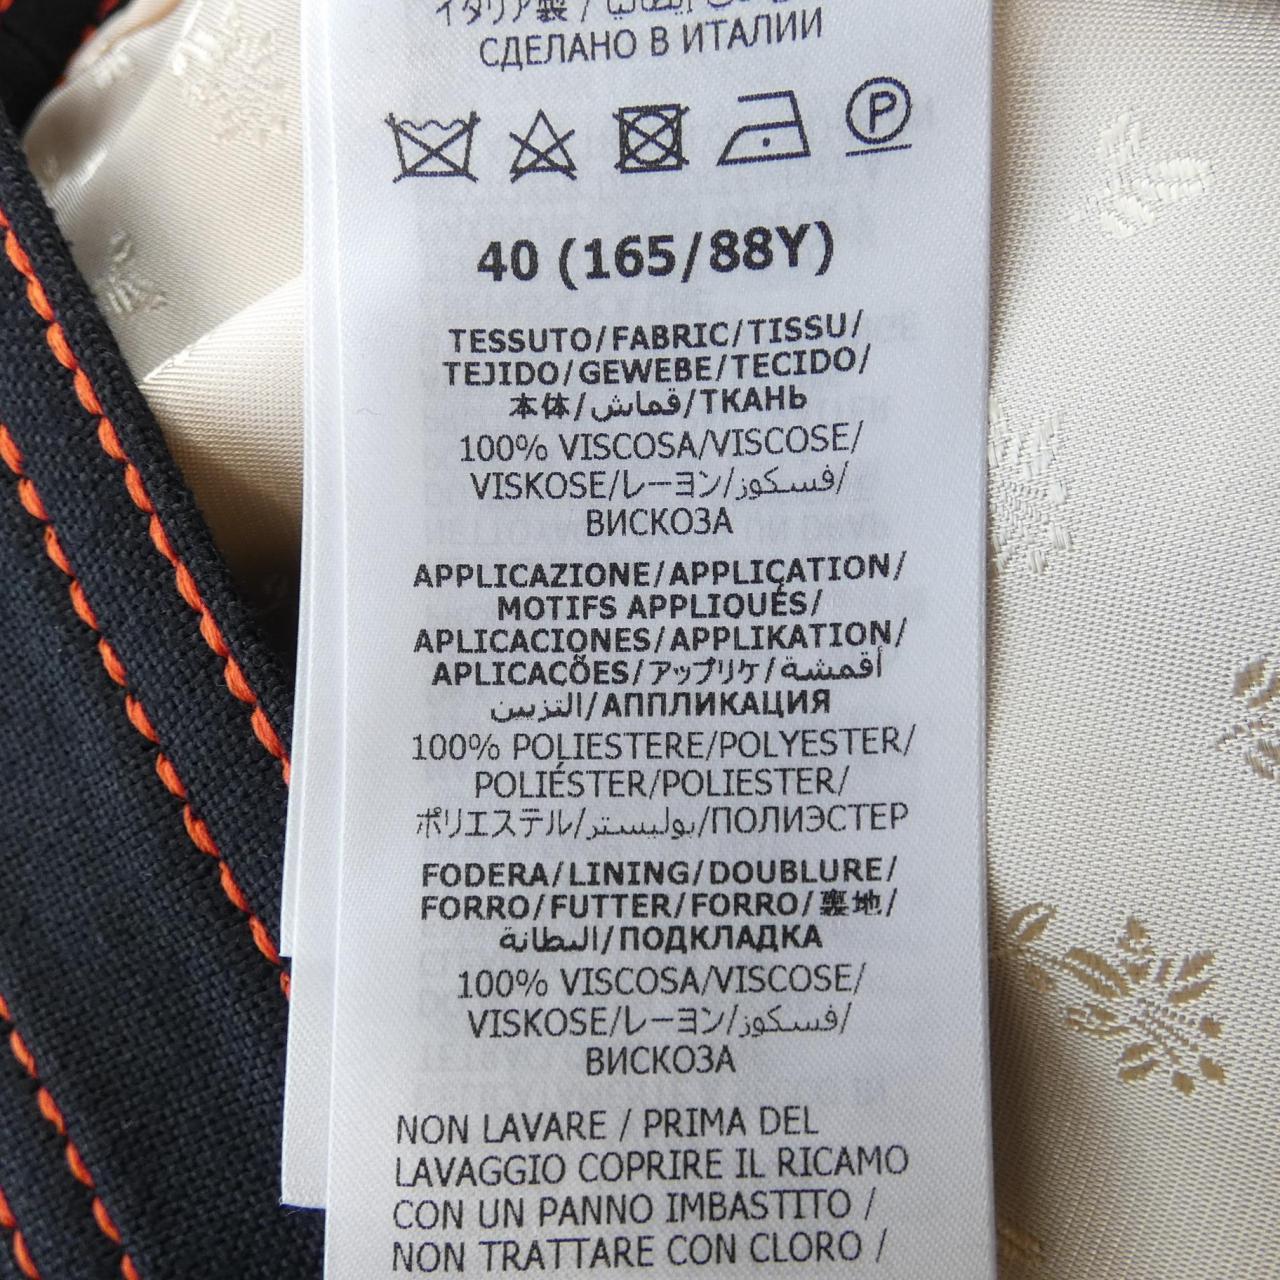 イタリア製 /
СДЕЛАНО В ИТАЛИИ
P
40 (165/88Y)
TESSUTO/FABRIC/TISSU/
TEJIDO/GEWEBE/TECIDO/
本体/قماش/ТКАНЬ
100% VISCOSA/VISCOSE/
VISKOSE/レーヨン/فسكوز/
ВИСКОЗА
APPLICAZIONE/APPLICATION/
MOTIFS APPLIQUÉS/
APLICACIONES/APPLIKATION/
APLICAÇÕES/アップリケ/أقمشة
التزيين/АППЛИКАЦИЯ
100% POLIESTERE/POLYESTER/
POLIÉSTER/POLIESTER/
ポリエステル/بوليستر/ПОЛИЭСТЕР
FODERA/LINING/DOUBLURE/
FORRO/FUTTER/FORRO/裏地/
البطانة/ПОДКЛАДКА
100% VISCOSA/VISCOSE/
VISKOSE/レーヨン/فسكوز/
ВИСКОЗА
NON LAVARE / PRIMA DEL
LAVAGGIO COPRIRE IL RICAMO
CON UN PANNO IMBASTITO /
NON TRATTARE CON CLORO /